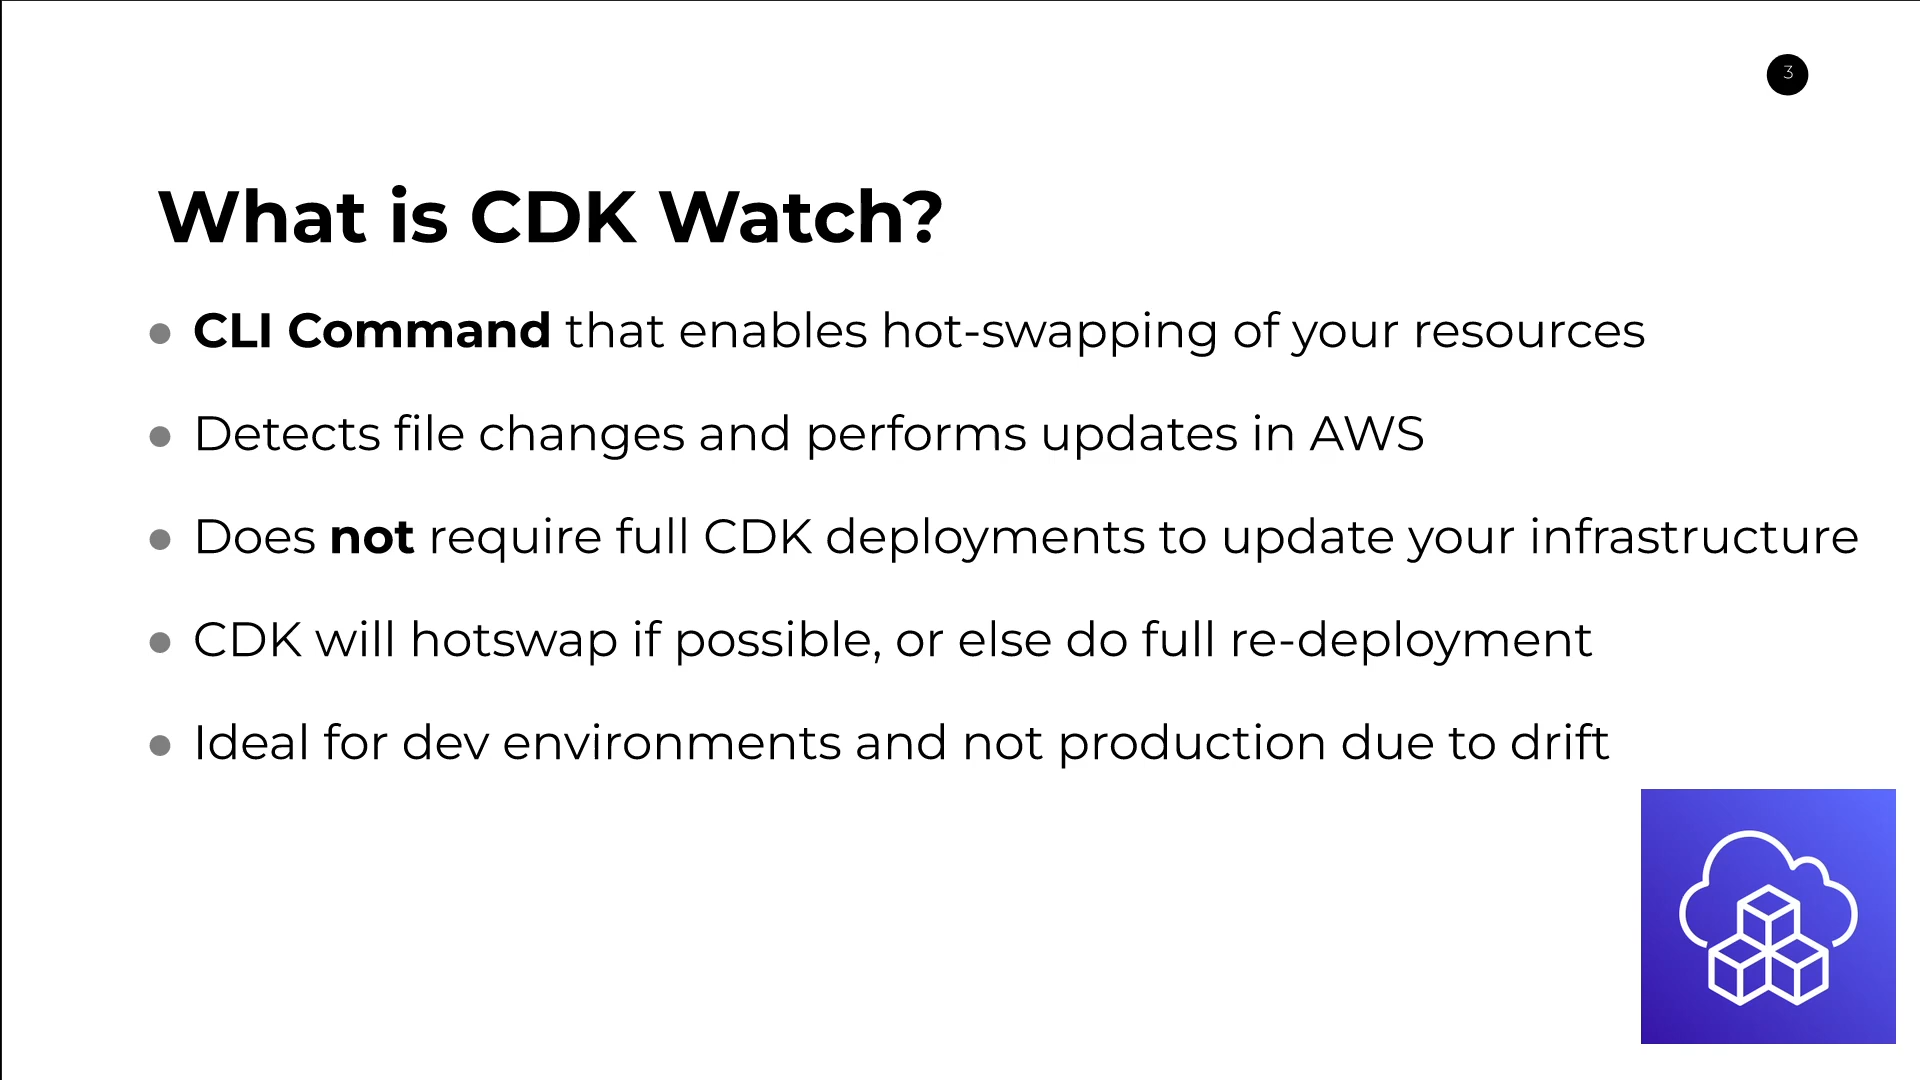 3
What is CDK Watch?
● CLI Command that enables hot-swapping of your resources
● Detects file changes and performs updates in AWS
● Does not require full CDK deployments to update your infrastructure
● CDK will hotswap if possible, or else do full re-deployment
● Ideal for dev environments and not production due to drift